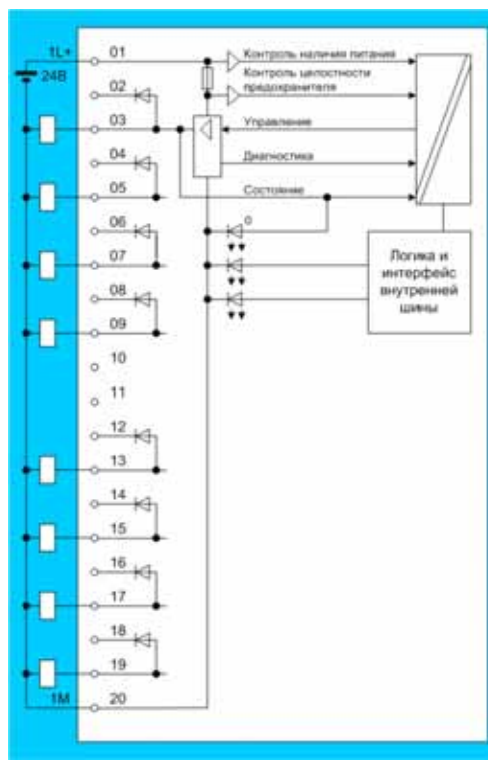 1L+
01
Контроль наличия питания
24В
02
Контроль целостности
предохранителя
03
Управление
04
Диагностика
05
Состояние
06
0
07
Логика и
интерфейс
внутренней
шины
08
09
10
11
12
13
14
15
16
17
18
19
1М
20